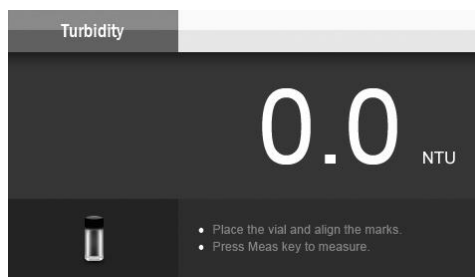 Turbidity
0.0 NTU
Place the vial and align the marks.
Press Meas key to measure.